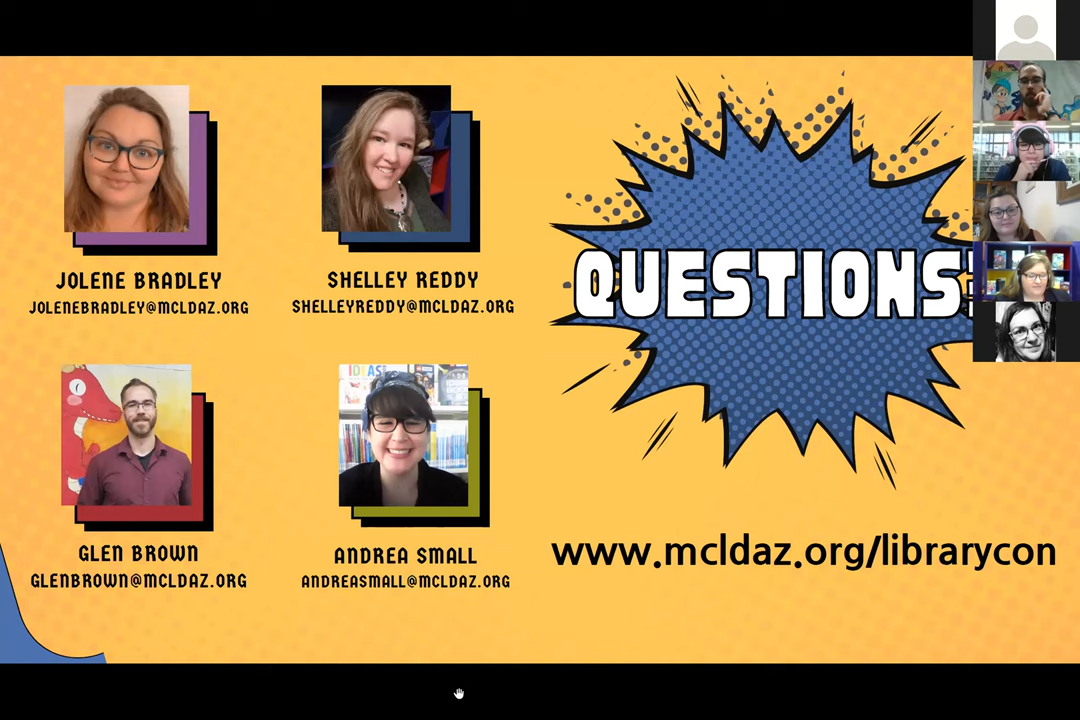 JOLENE BRADLEY
JOLENEBRADLEY@MCLDAZ.ORG
SHELLEY REDDY
SHELLEYREDDY@MCLDAZ.ORG
QUESTIONS
GLEN BROWN
GLENBROWN@MCLDAZ.ORG
IDEAS
ANDREA SMALL
ANDREASMALL@MCLDAZ.ORG
www.mcldaz.org/librarycon